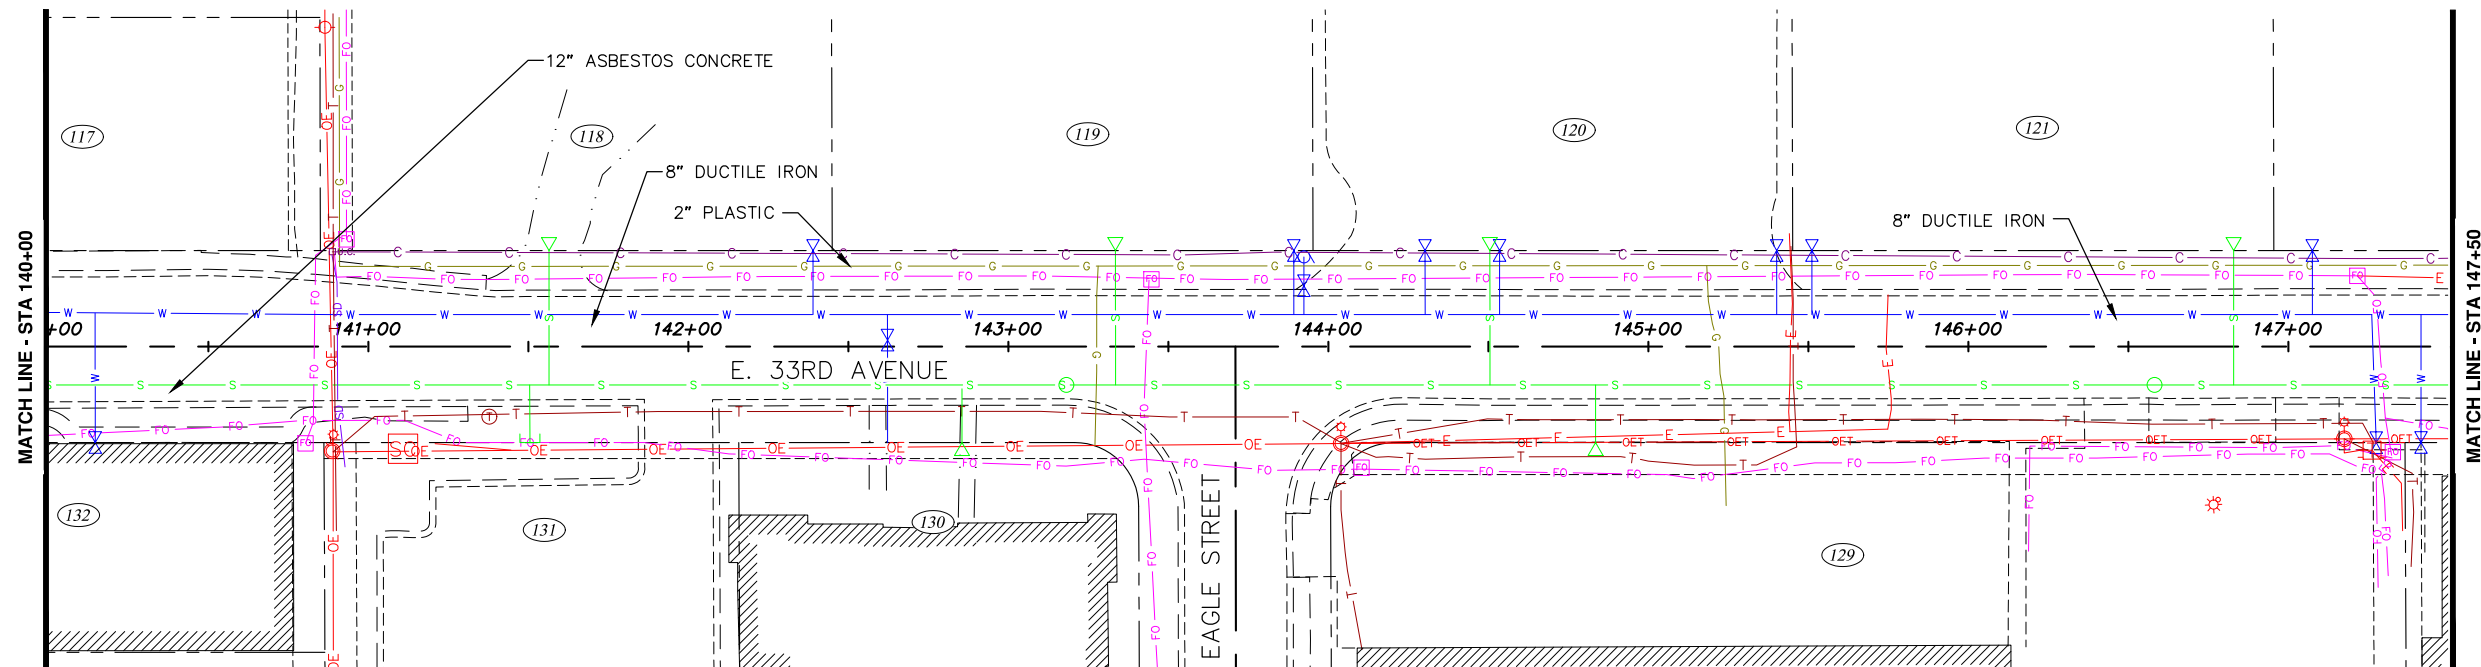 MATCH LINE - STA 140+00
MATCH LINE - STA 147+50
12" ASBESTOS CONCRETE
8" DUCTILE IRON
2" PLASTIC
8" DUCTILE IRON
117
118
119
120
121
+00
141+00
142+00
143+00
144+00
145+00
146+00
147+00
E. 33RD AVENUE
EAGLE STREET
132
131
130
129